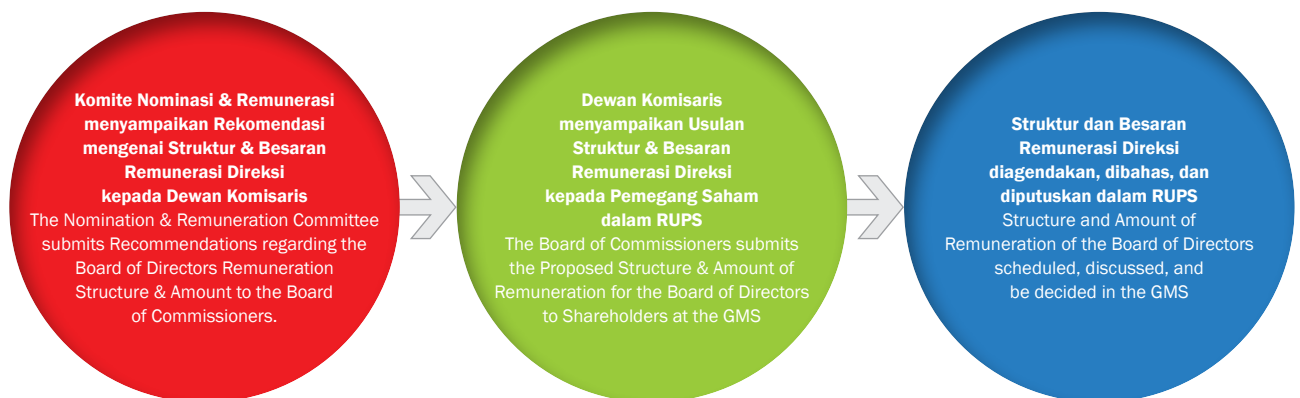 Komite Nominasi & Remunerasi
menyampaikan Rekomendasi
mengenai Struktur & Besaran
Remunerasi Direksi
kepada Dewan Komisaris
The Nomination & Remuneration Committee
submits Recommendations regarding the
Board of Directors Remuneration
Structure & Amount to the Board
of Commissioners.
Dewan Komisaris
menyampaikan Usulan
Struktur & Besaran
Remunerasi Direksi
kepada Pemegang Saham
dalam RUPS
The Board of Commissioners submits
the Proposed Structure & Amount of
Remuneration for the Board of Directors
to Shareholders at the GMS
Struktur dan Besaran
Remunerasi Direksi
diagendakan, dibahas, dan
diputuskan dalam RUPS
Structure and Amount of
Remuneration of the Board of Directors
scheduled, discussed, and
be decided in the GMS